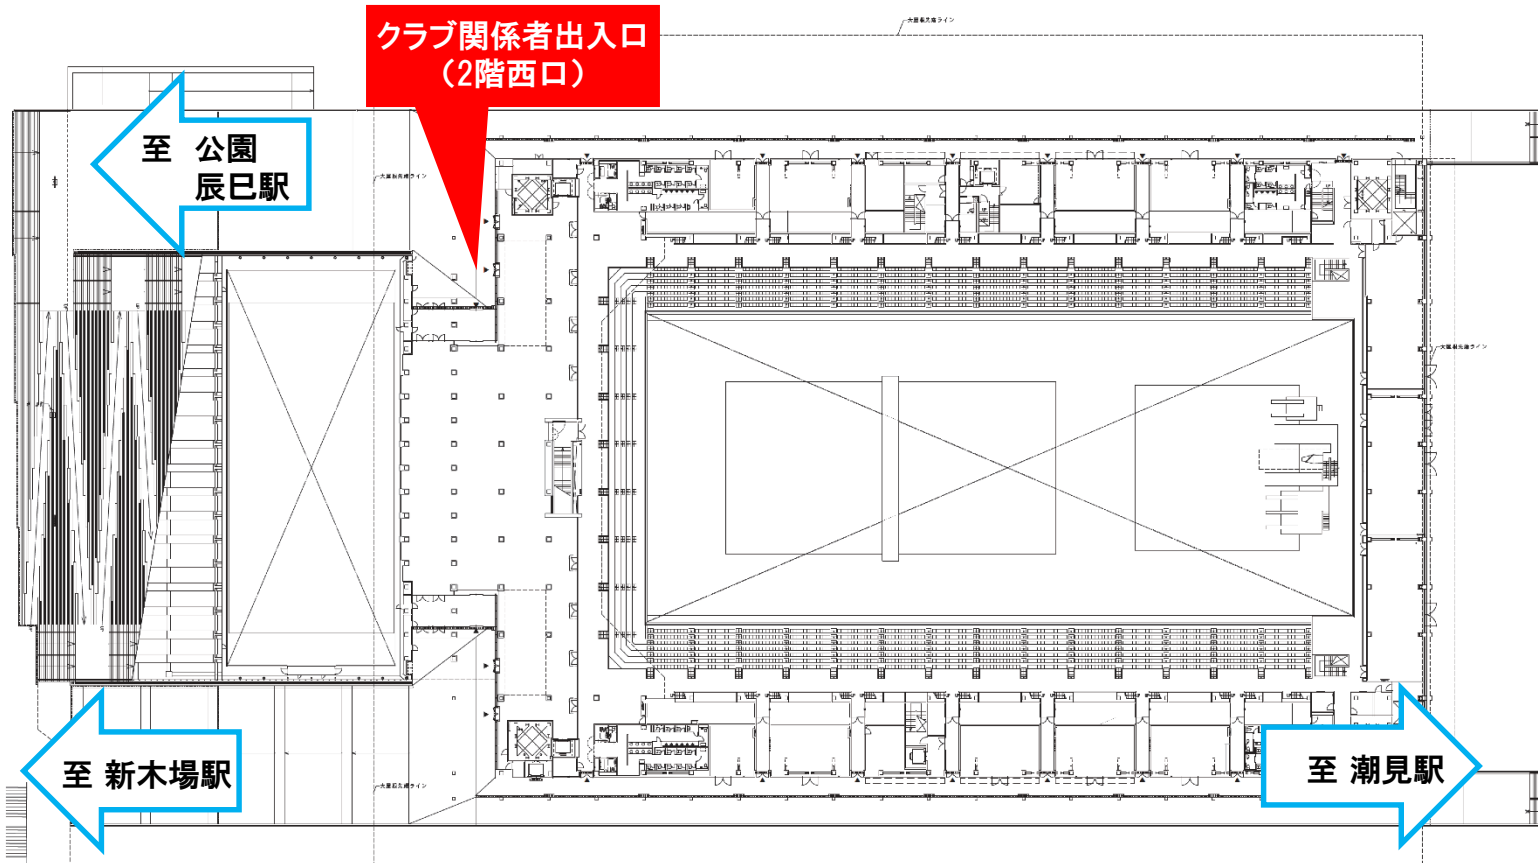 クラブ関係者出入口
（2階西口）
至 公園
辰巳駅
至 新木場駅
至 潮見駅